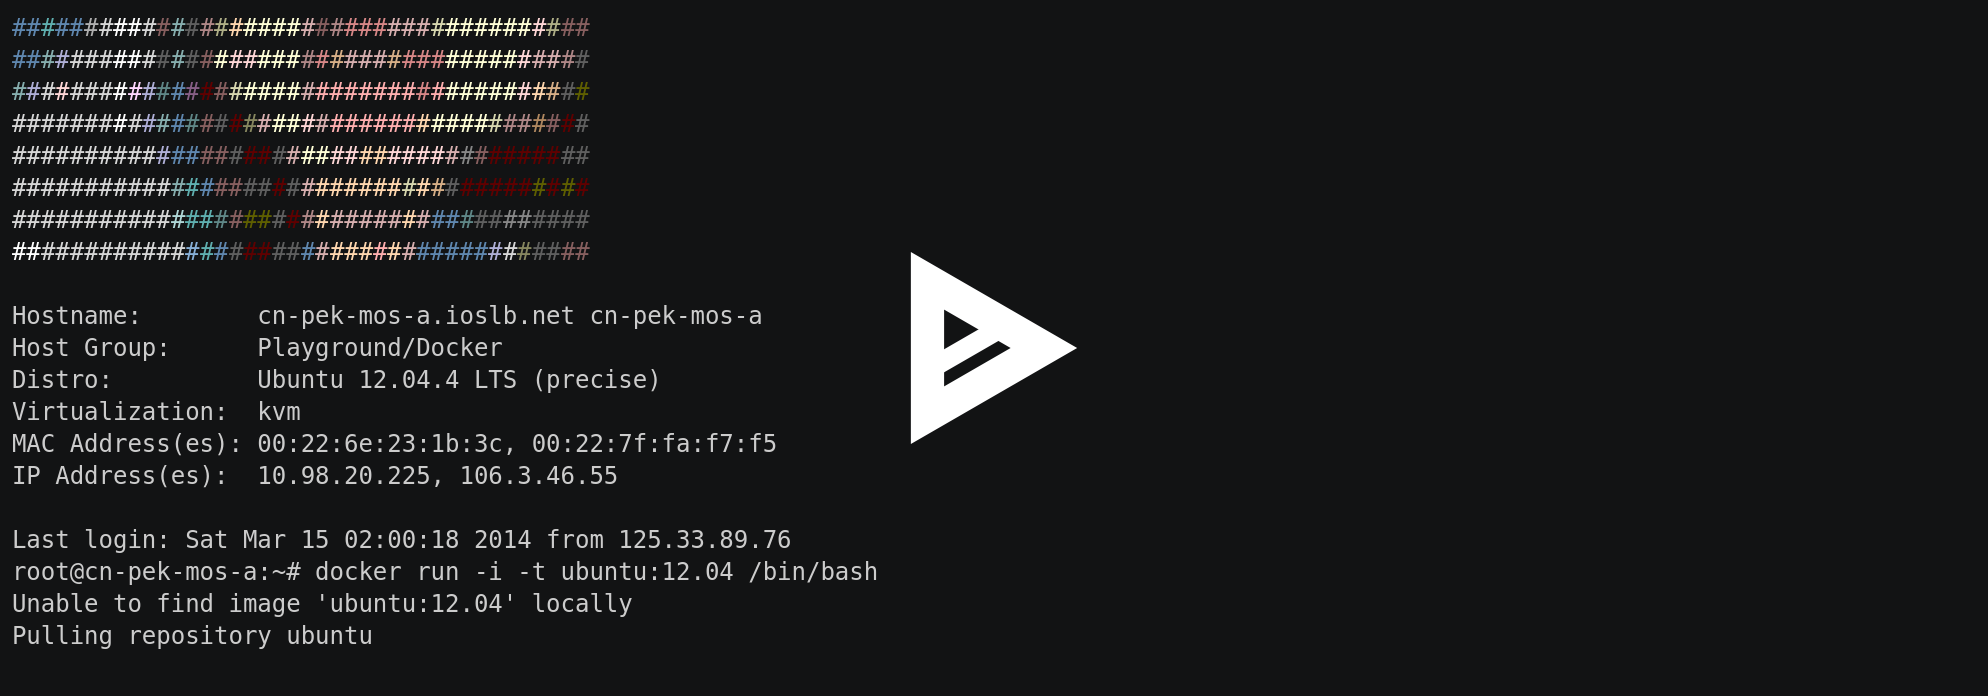 ########################################
########################################
########################################
########################################
########################################
########################################
########################################
########################################
Hostname:        cn-pek-mos-a.ioslb.net cn-pek-mos-a
Host Group:      Playground/Docker
Distro:          Ubuntu 12.04.4 LTS (precise)
Virtualization:  kvm
MAC Address(es): 00:22:6e:23:1b:3c, 00:22:7f:fa:f7:f5
IP Address(es):  10.98.20.225, 106.3.46.55
Last login: Sat Mar 15 02:00:18 2014 from 125.33.89.76
root@cn-pek-mos-a:~# docker run -i -t ubuntu:12.04 /bin/bash
Unable to find image 'ubuntu:12.04' locally
Pulling repository ubuntu